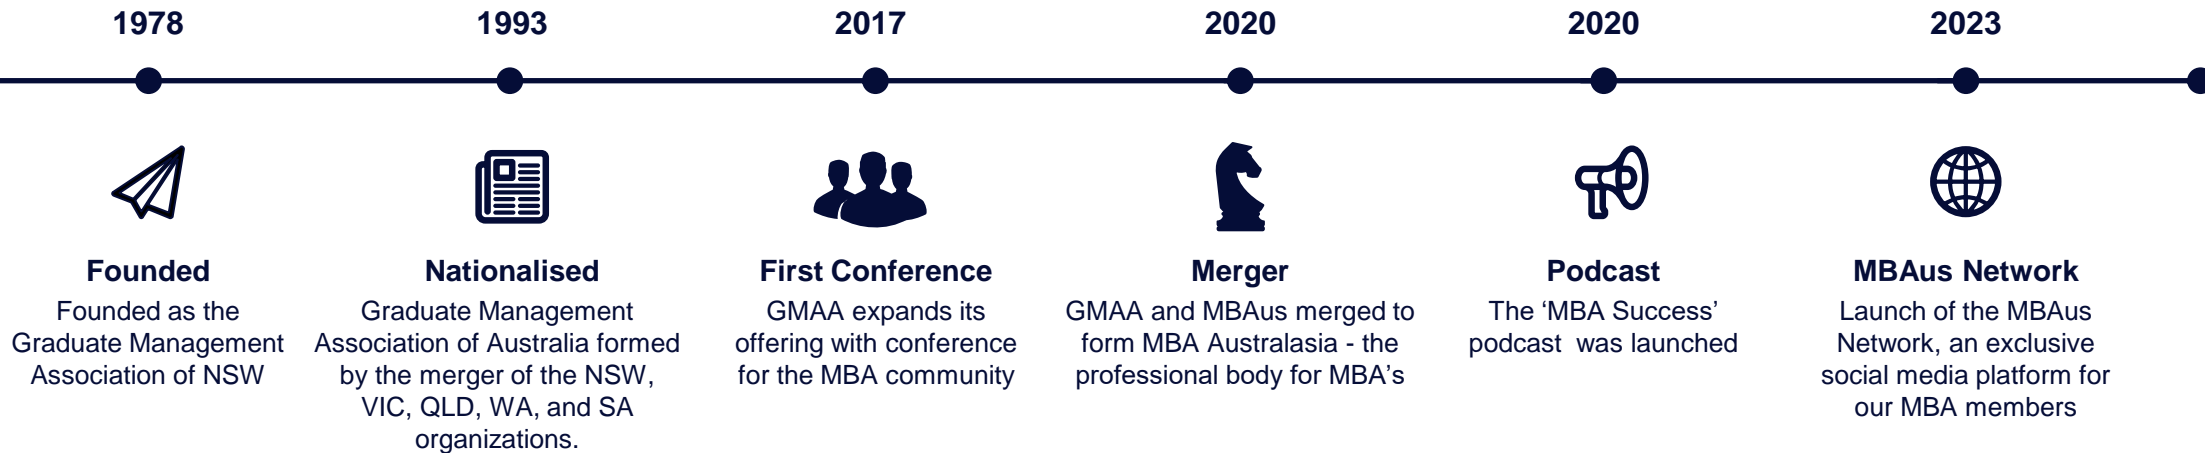 1978
1993
2017
2020
2020
2023
Founded
Founded as the
Graduate Management
Association of NSW
Nationalised
Graduate Management
Association of Australia formed
by the merger of the NSW,
VIC, QLD, WA, and SA
organizations.
First Conference
GMAA expands its
offering with conference
for the MBA community
Merger
GMAA and MBAus merged to
form MBA Australasia - the
professional body for MBA’s
Podcast
The ‘MBA Success’
podcast  was launched
MBAus Network
Launch of the MBAus
Network, an exclusive
social media platform for
our MBA members